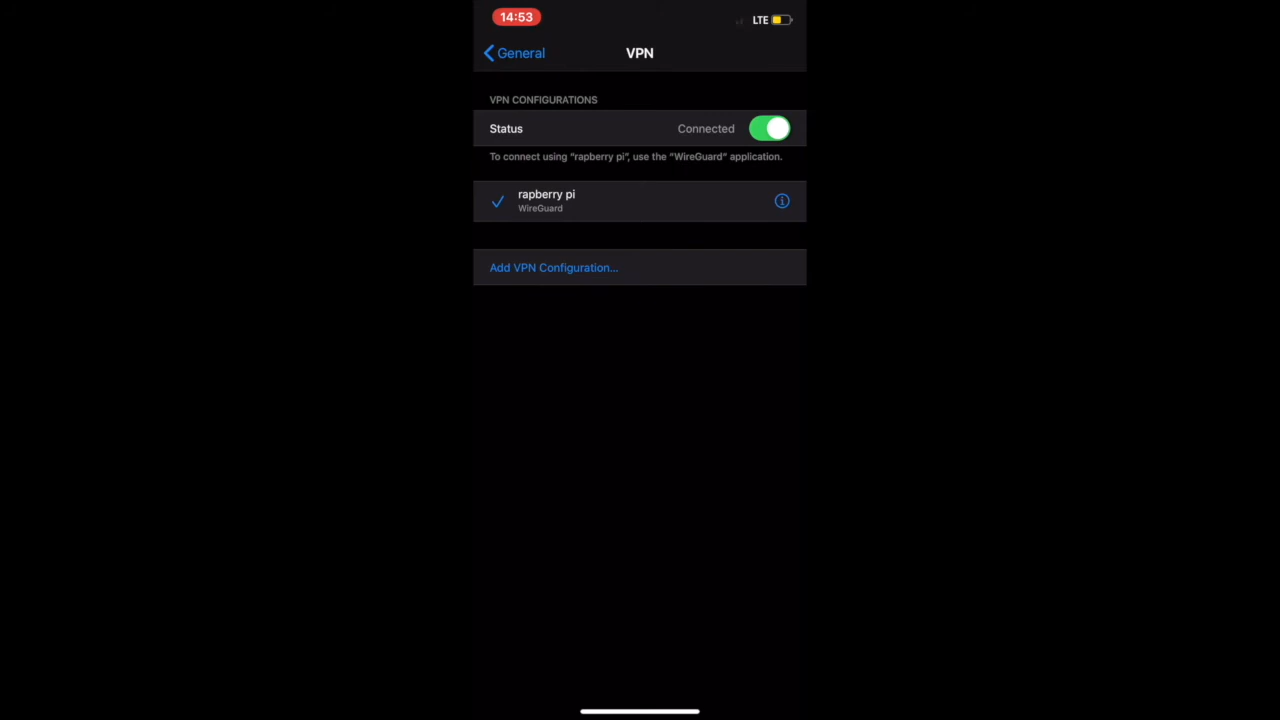 14:53
LTE
General
VPN
VPN CONFIGURATIONS
Status Connected
To connect using “rapberry pi”, use the “WireGuard” application.
rapberry pi
WireGuard
Add VPN Configuration...